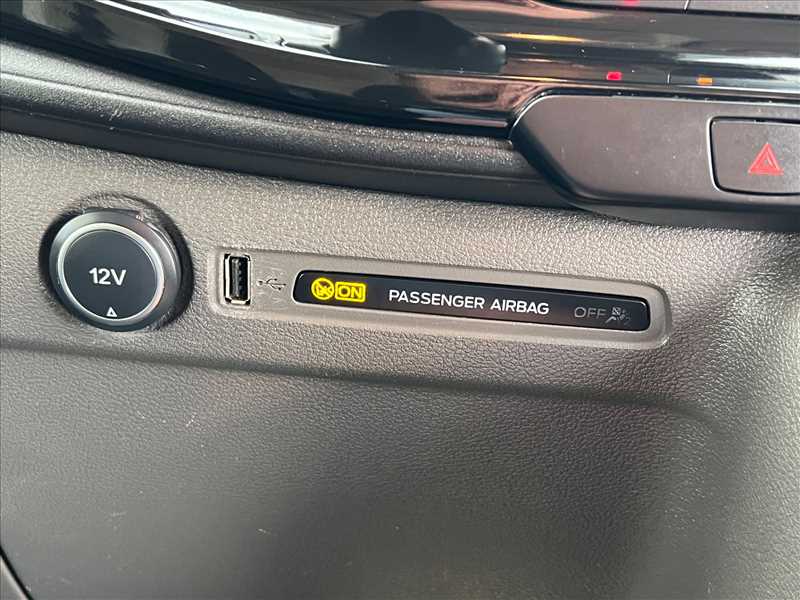 12V
ON PASSENGER AIRBAG OFF